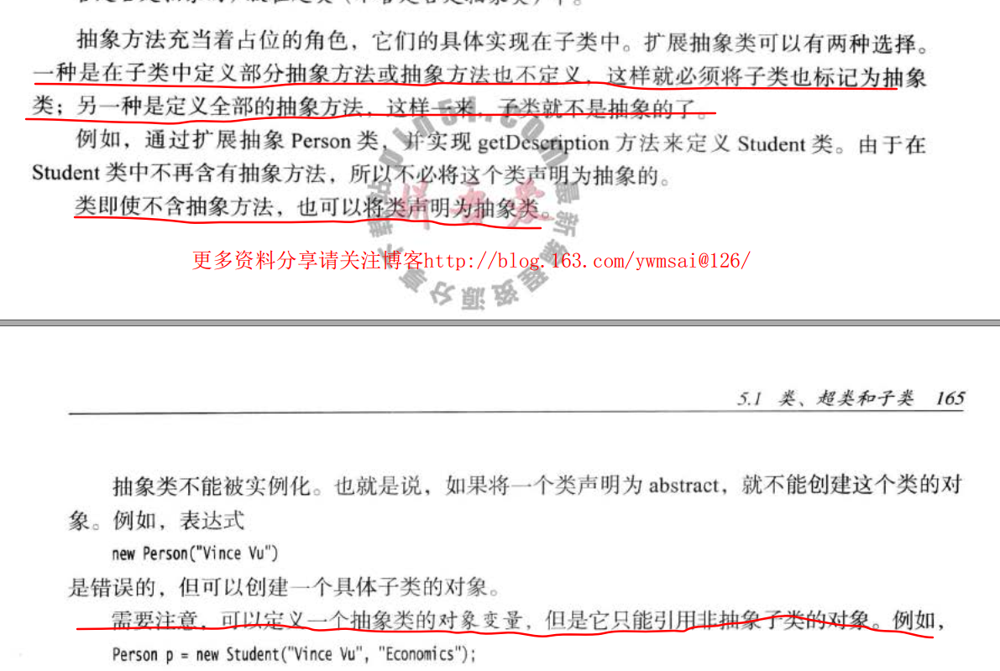 抽象方法充当着占位的角色，它们的具体实现在子类中。扩展抽象类可以有两种选择。
一种是在子类中定义部分抽象方法或抽象方法也不定义，这样就必须将子类也标记为抽象
类；另一种是定义全部的抽象方法，这样一来，子类就不是抽象的了。
例如，通过扩展抽象 Person 类，并实现 getDescription 方法来定义 Student 类。由于在
Student 类中不再含有抽象方法，所以不必将这个类声明为抽象的。
类即使不含抽象方法，也可以将类声明为抽象类。
更多资料分享请关注博客http://blog.163.com/ywmsai@126/
5.1 类、超类和子类 165
抽象类不能被实例化。也就是说，如果将一个类声明为 abstract，就不能创建这个类的对
象。例如，表达式
new Person("Vince Vu")
是错误的，但可以创建一个具体子类的对象。
需要注意，可以定义一个抽象类的对象变量，但是它只能引用非抽象子类的对象。例如，
Person p = new Student("Vince Vu", "Economics");